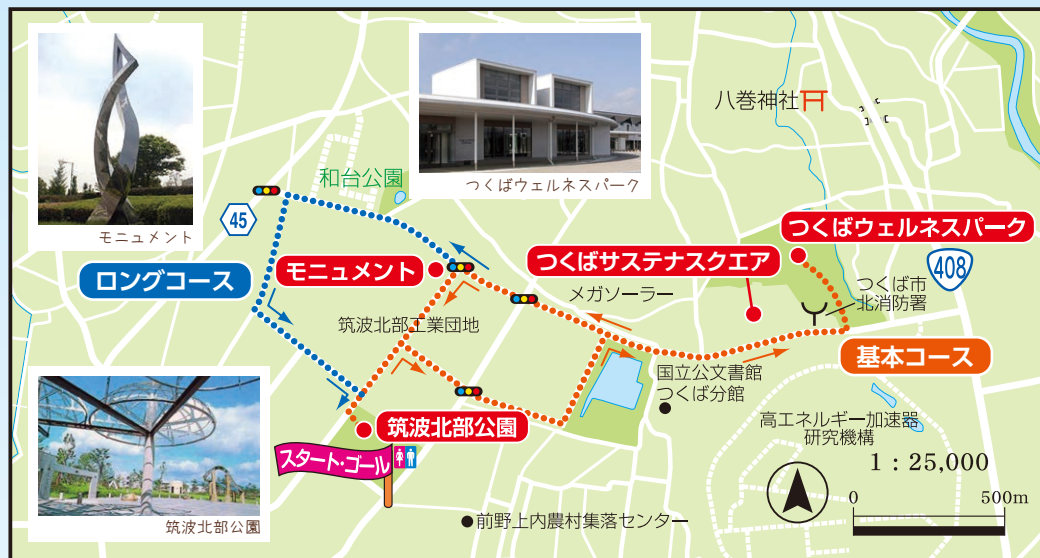 モニュメント
つくばウェルネスパーク
八巻神社
和台公園
45
ロングコース
モニュメント
つくばサステナスクエア
つくばウェルネスパーク
408
メガソーラー
つくば市
北消防署
筑波北部工業団地
基本コース
国立公文書館
つくば分館
高エネルギー加速器
研究機構
筑波北部公園
スタート・ゴール
1：25,000
0 500m
前野上内農村集落センター
筑波北部公園